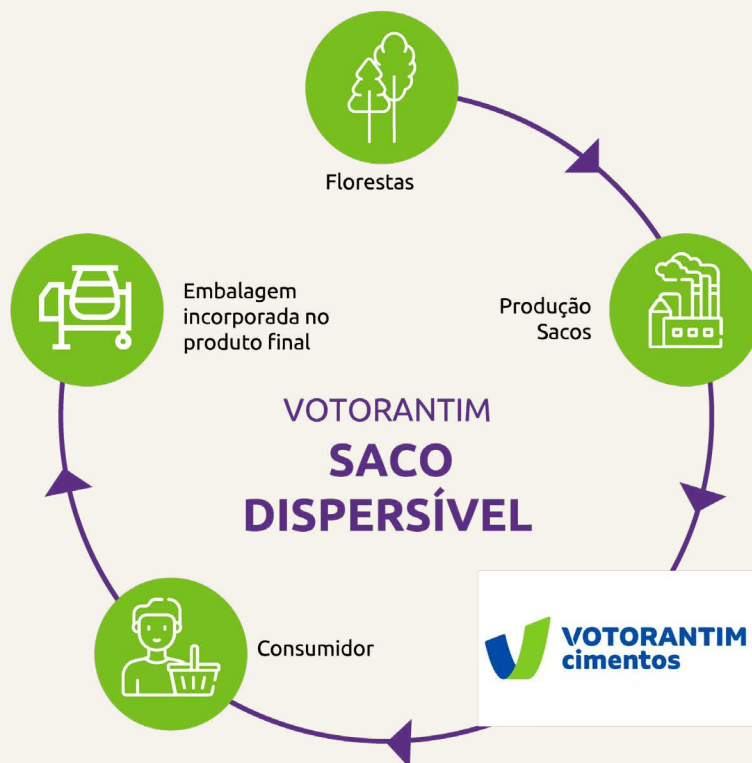 Florestas
Produção
Sacos
Embalagem
incorporada no
produto final
VOTORANTIM
SACO
DISPERSÍVEL
Consumidor
VOTORANTIM
cimentos